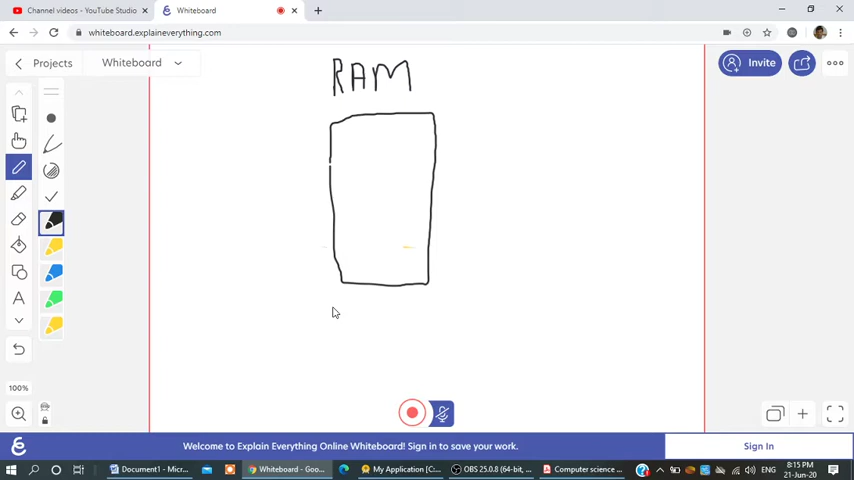 Channel videos - YouTube Studio
Whiteboard
whiteboard.explaineverything.com
Projects
Whiteboard
Invite
RAM
A
100%
Welcome to Explain Everything Online Whiteboard! Sign in to save your work.
Sign In
Document1 - Micr...
Whiteboard - Goo...
My Application [C:...
OBS 25.0.8 (64-bit, ...
Computer science ...
ENG
8:15 PM
21-Jun-20